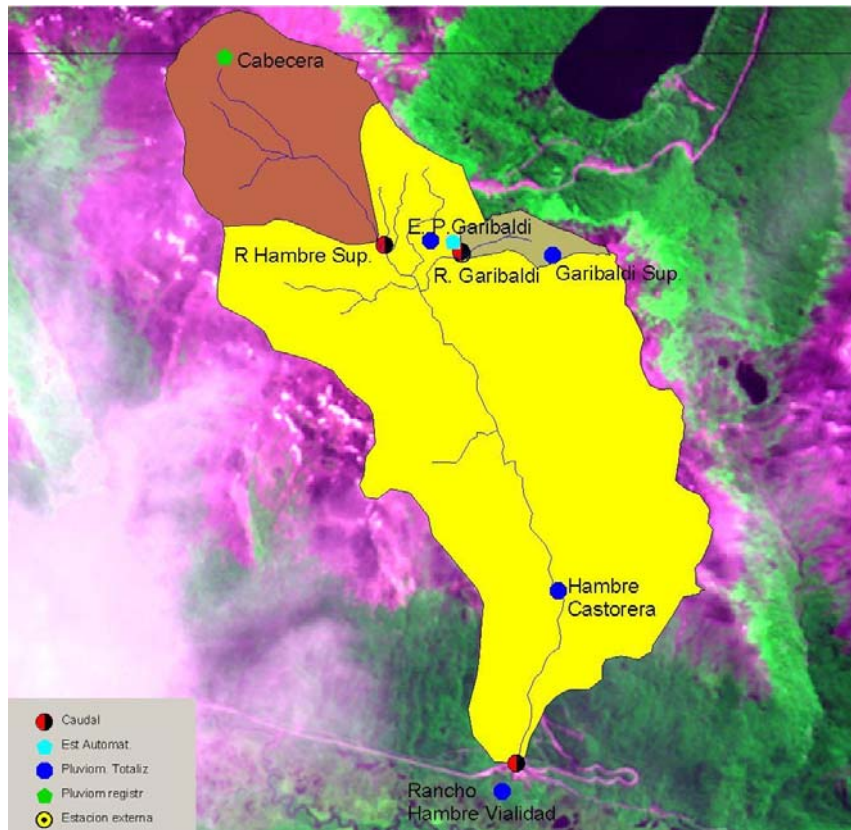 Cabecera
E. P.Garibaldi
R Hambre Sup.
R. Garibaldi
Garibaldi Sup
Hambre
Castorera
Rancho
Hambre Vialidad
Caudal
Est Automat.
Pluviom. Totaliz
Pluviom registr
Estacion externa